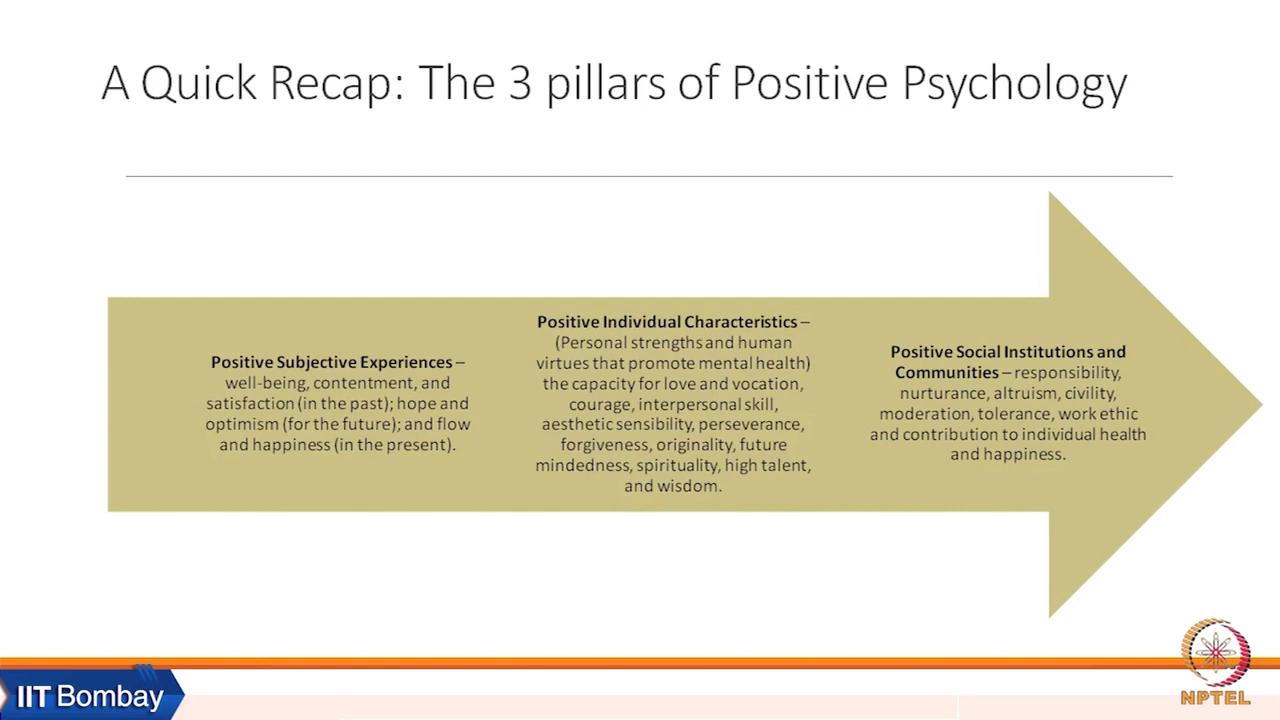 A Quick Recap: The 3 pillars of Positive Psychology
Positive Subjective Experiences –
well-being, contentment, and
satisfaction (in the past); hope and
optimism (for the future); and flow
and happiness (in the present).
Positive Individual Characteristics –
(Personal strengths and human
virtues that promote mental health)
the capacity for love and vocation,
courage, interpersonal skill,
aesthetic sensibility, perseverance,
forgiveness, originality, future
mindedness, spirituality, high talent,
and wisdom.
Positive Social Institutions and
Communities – responsibility,
nurturance, altruism, civility,
moderation, tolerance, work ethic
and contribution to individual health
and happiness.
IIT Bombay
NPTEL